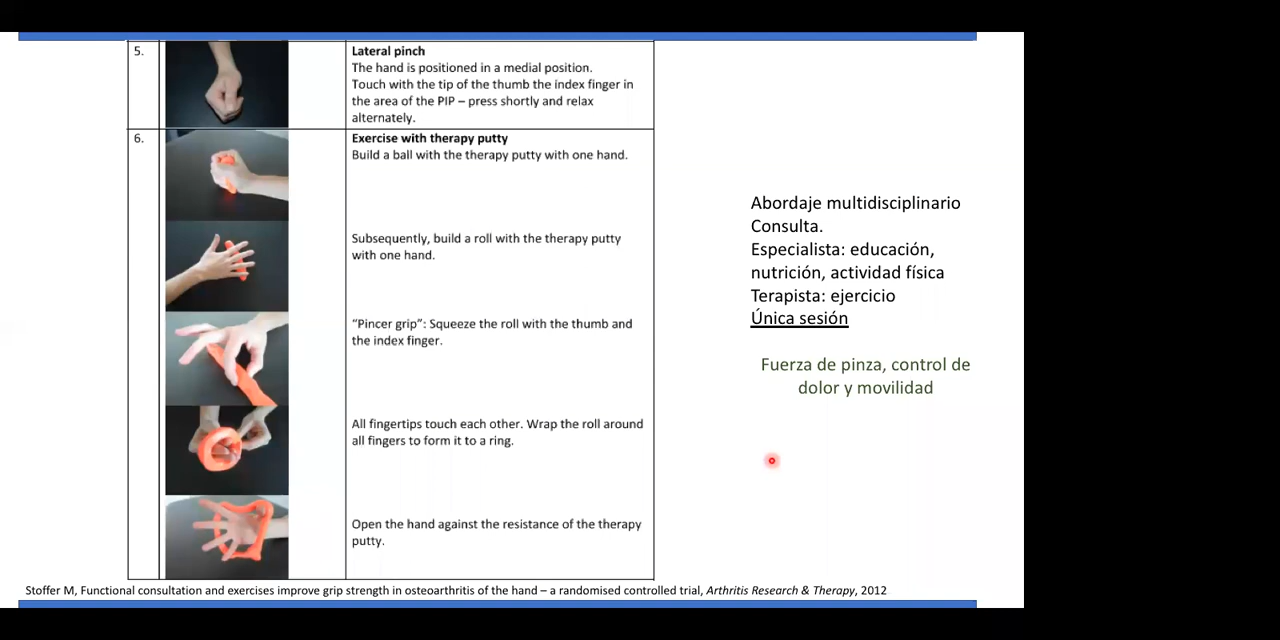 5.
Lateral pinch
The hand is positioned in a medial position.
Touch with the tip of the thumb the index finger in
the area of the PIP – press shortly and relax
alternately.
6.
Exercise with therapy putty
Build a ball with the therapy putty with one hand.
Subsequently, build a roll with the therapy putty
with one hand.
“Pincer grip”: Squeeze the roll with the thumb and
the index finger.
All fingertips touch each other. Wrap the roll around
all fingers to form it to a ring.
Open the hand against the resistance of the therapy
putty.
Abordaje multidisciplinario
Consulta.
Especialista: educación,
nutrición, actividad física
Terapista: ejercicio
Única sesión
Fuerza de pinza, control de
dolor y movilidad
Stoffer M, Functional consultation and exercises improve grip strength in osteoarthritis of the hand – a randomised controlled trial, Arthritis Research & Therapy, 2012